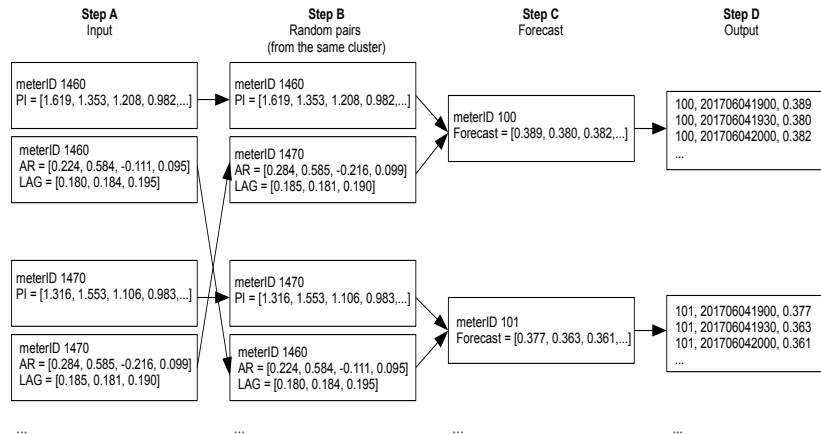 Step A
Input
Step B
Random pairs
(from the same cluster)
Step C
Forecast
Step D
Output
meterID 1460
PI = [1.619, 1.353, 1.208, 0.982,...]
meterID 1460
AR = [0.224, 0.584, -0.111, 0.095]
LAG = [0.180, 0.184, 0.195]
meterID 1470
PI = [1.316, 1.553, 1.106, 0.983,...]
meterID 1470
AR = [0.284, 0.585, -0.216, 0.099]
LAG = [0.185, 0.181, 0.190]
...
meterID 1460
PI = [1.619, 1.353, 1.208, 0.982,...]
meterID 1470
AR = [0.284, 0.585, -0.216, 0.099]
LAG = [0.185, 0.181, 0.190]
meterID 1470
PI = [1.316, 1.553, 1.106, 0.983,...]
meterID 1460
AR = [0.224, 0.584, -0.111, 0.095]
LAG = [0.180, 0.184, 0.195]
...
meterID 100
Forecast = [0.389, 0.380, 0.382,...]
meterID 101
Forecast = [0.377, 0.363, 0.361,...]
...
100, 201706041900, 0.389
100, 201706041930, 0.380
100, 201706042000, 0.382
...
101, 201706041900, 0.377
101, 201706041930, 0.363
101, 201706042000, 0.361
...
...